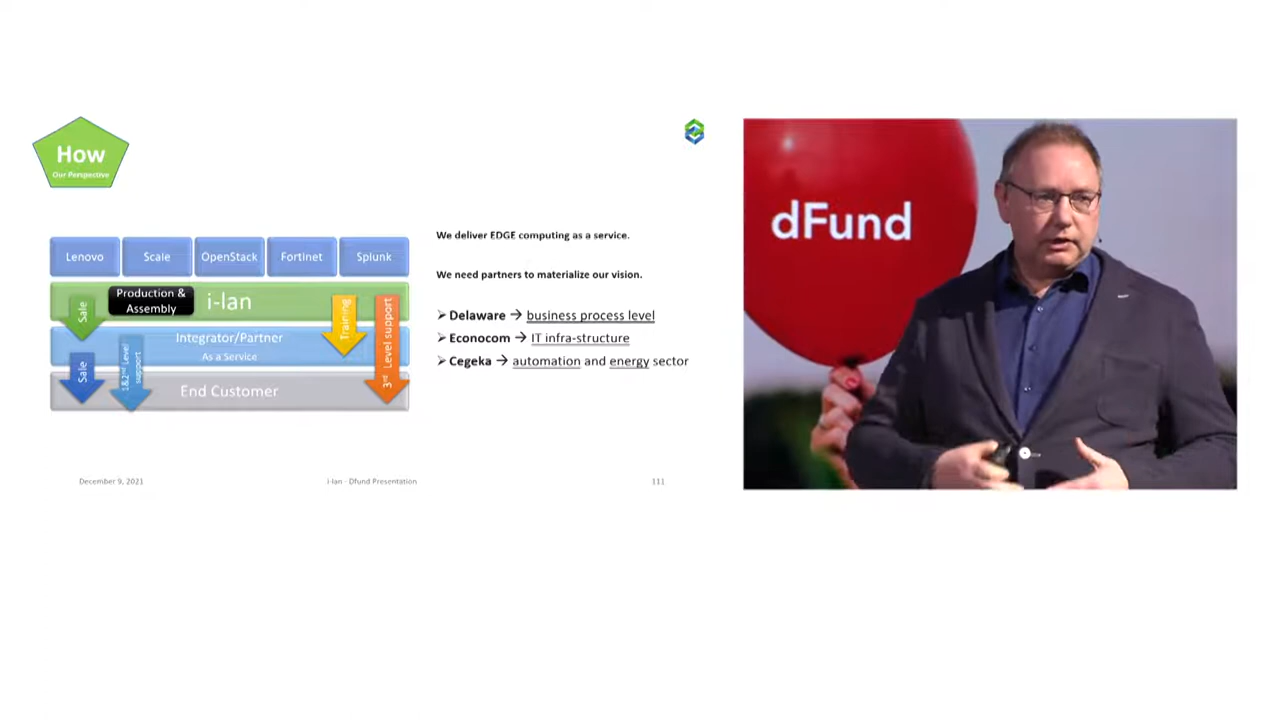 How
Our Perspective
Lenovo
Scale
OpenStack
Fortinet
Splunk
Sale
Production &
Assembly
i-lan
Training
3rd Level support
Integrator/Partner
As a Service
Sale
1&2nd Level
support
End Customer
We deliver EDGE computing as a service.
We need partners to materialize our vision.
➢ Delaware → business process level
➢ Econocom → IT infra-structure
➢ Cegeka → automation and energy sector
December 9, 2021
i-lan - Dfund Presentation
111
dFund